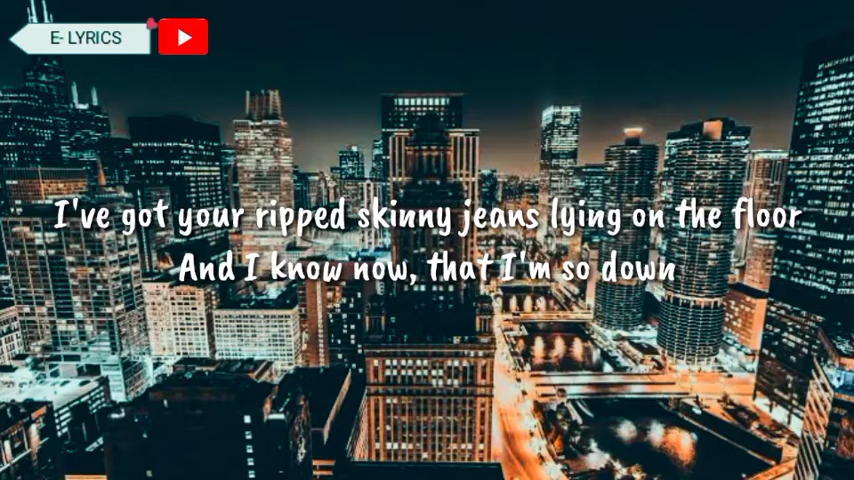 E- LYRICS
I've got your ripped skinny jeans lying on the floor
And I know now, that I'm so down